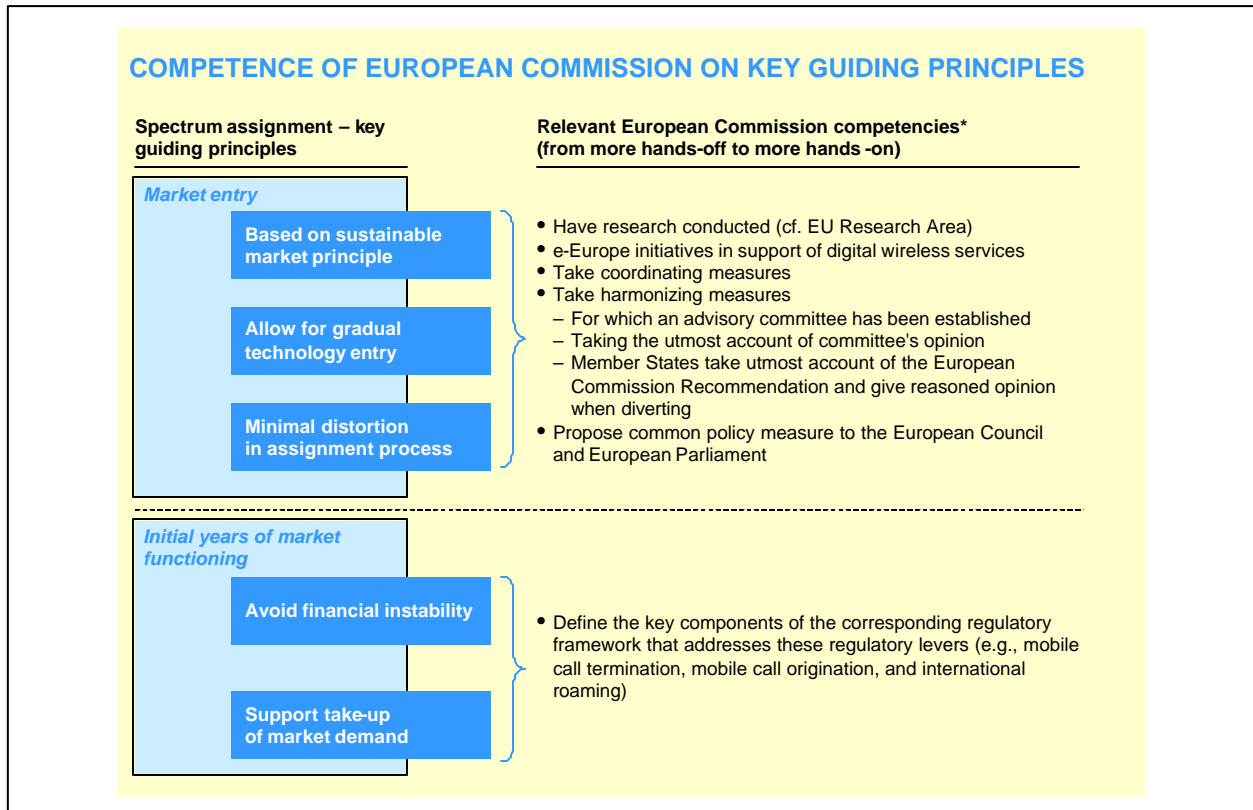 COMPETENCE OF EUROPEAN COMMISSION ON KEY GUIDING PRINCIPLES
Spectrum assignment – key
guiding principles
Relevant European Commission competencies*
(from more hands-off to more hands -on)
Market entry
Based on sustainable
market principle
Allow for gradual
technology entry
Minimal distortion
in assignment process
• Have research conducted (cf. EU Research Area)
• e-Europe initiatives in support of digital wireless services
• Take coordinating measures
• Take harmonizing measures
– For which an advisory committee has been established
– Taking the utmost account of committee's opinion
– Member States take utmost account of the European
Commission Recommendation and give reasoned opinion
when diverting
• Propose common policy measure to the European Council
and European Parliament
Initial years of market
functioning
Avoid financial instability
Support take-up
of market demand
• Define the key components of the corresponding regulatory
framework that addresses these regulatory levers (e.g., mobile
call termination, mobile call origination, and international
roaming)